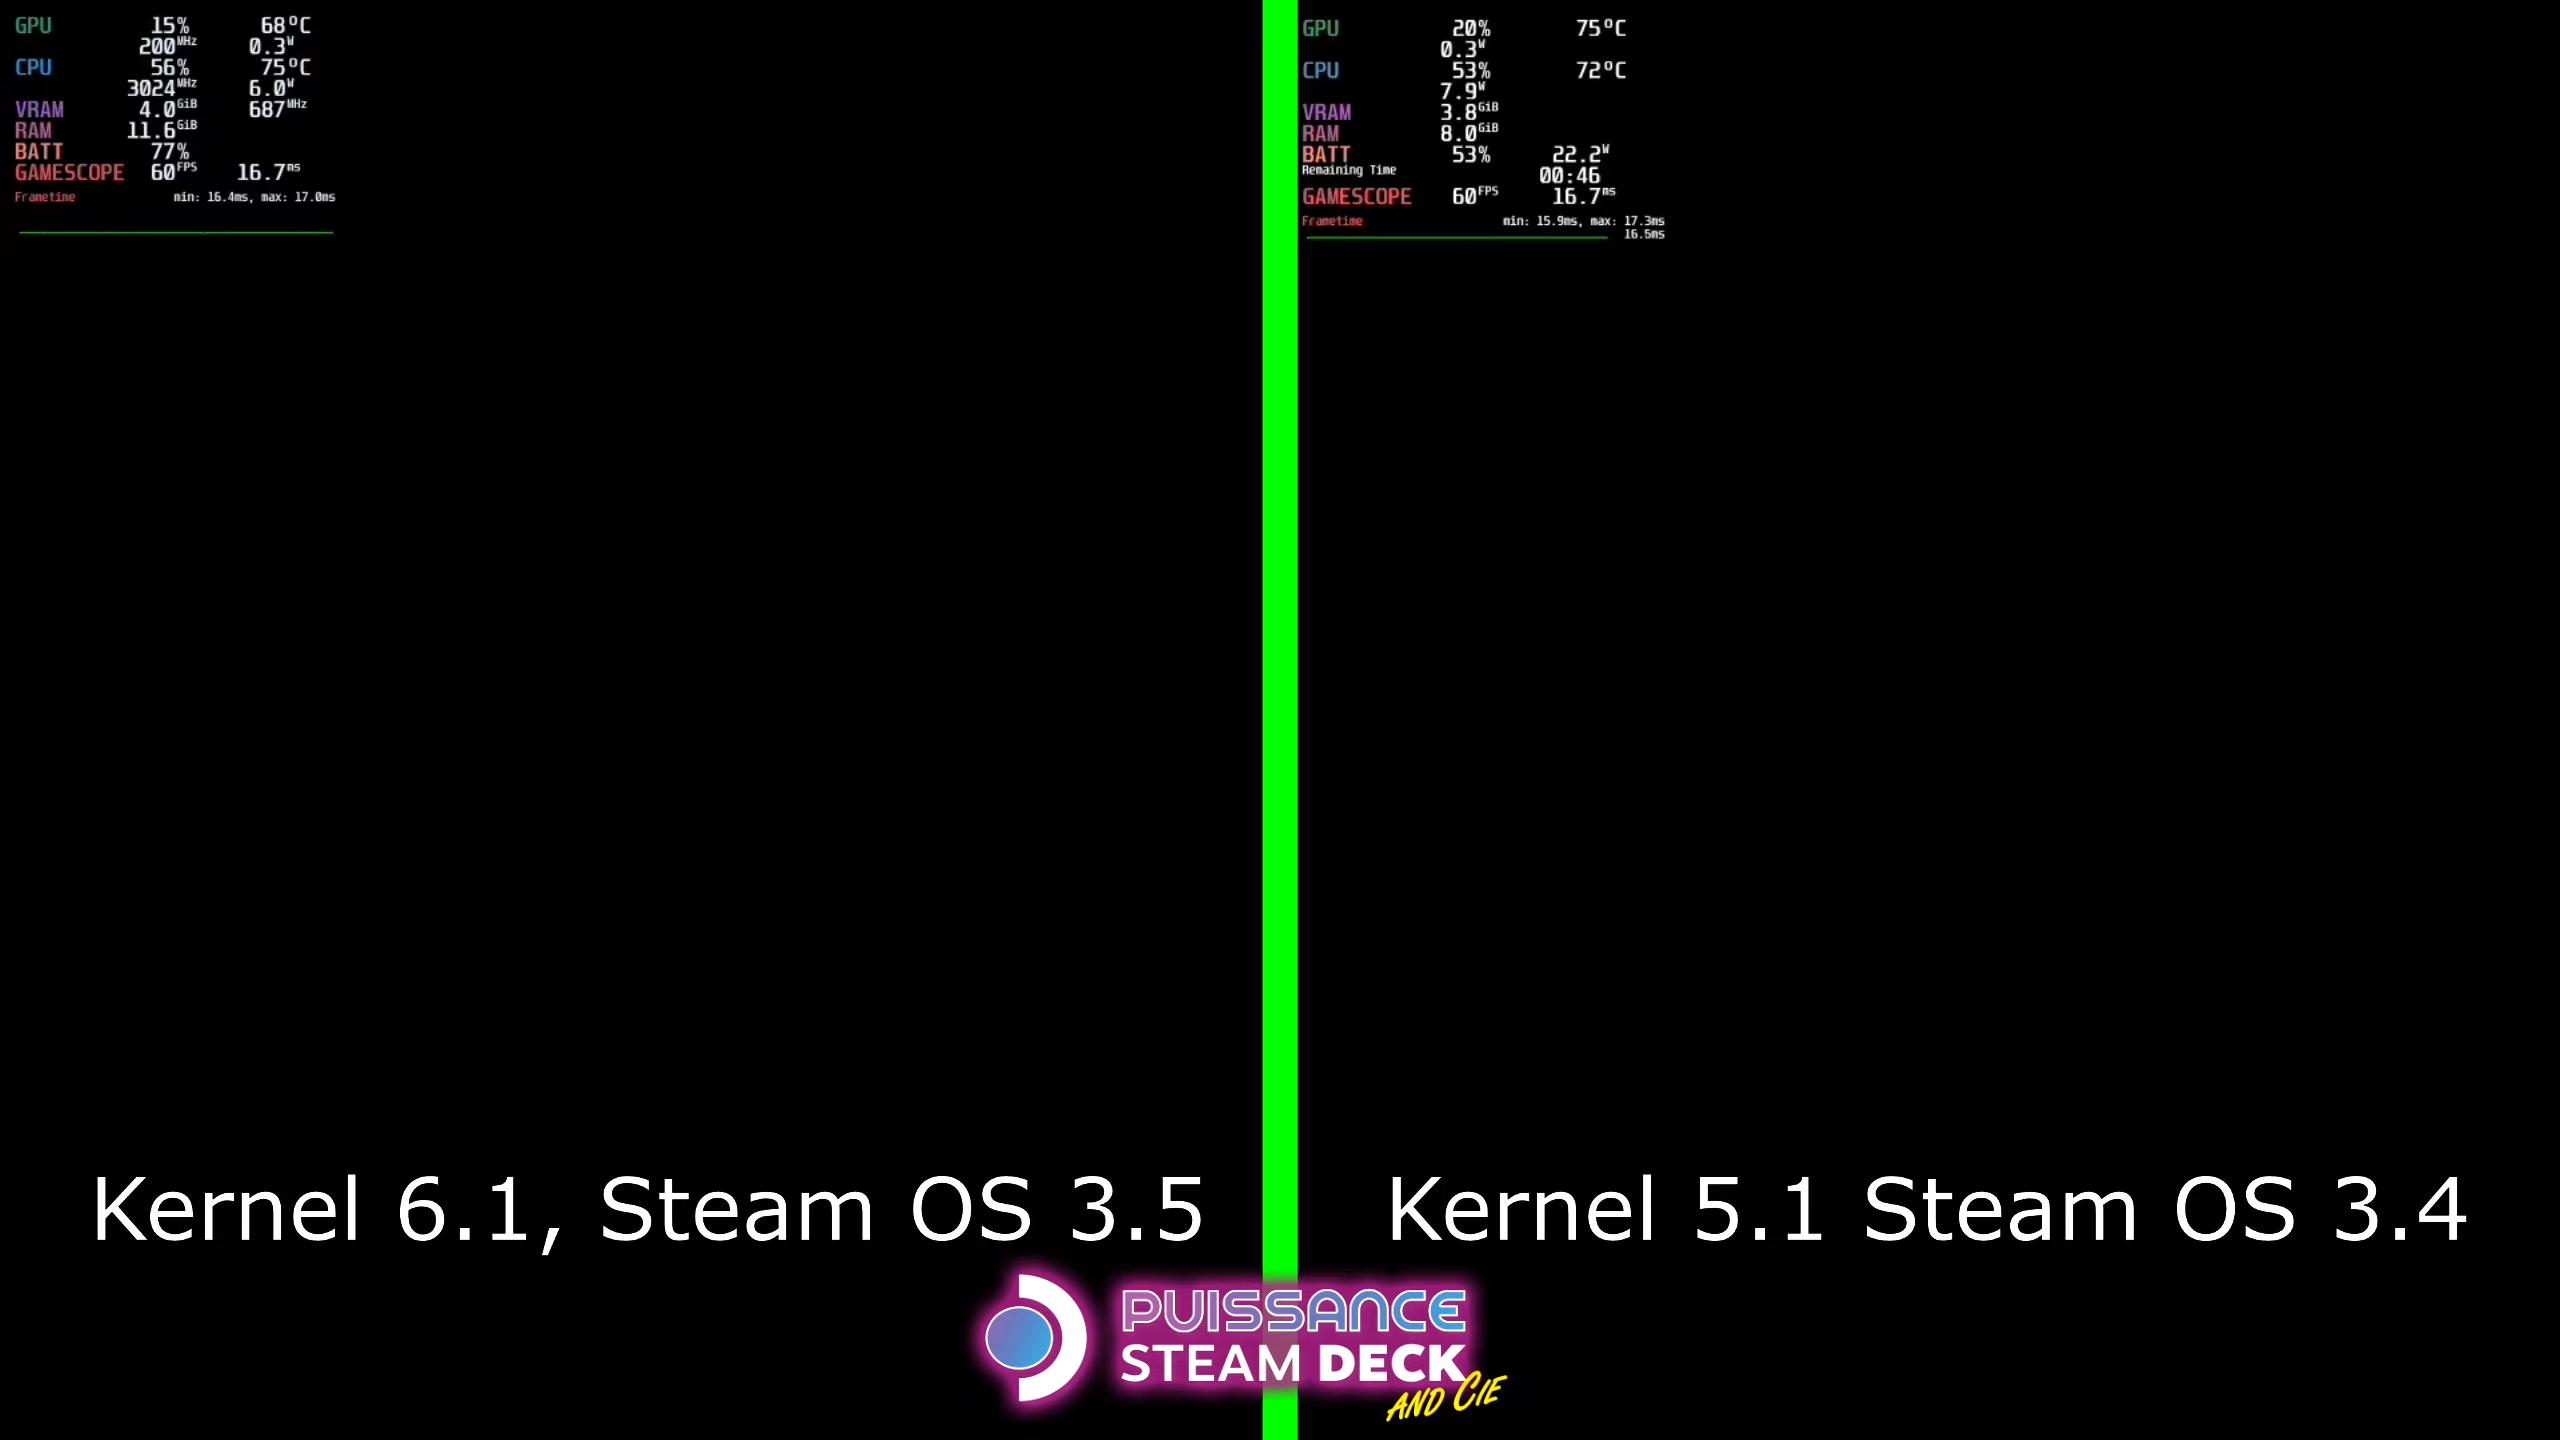 GPU 15% 68°C
200MHz 0.3W
CPU 56% 75°C
3024MHz 6.0W
VRAM 4.0GiB 687MHz
RAM 11.6GiB
BATT 77%
GAMESCOPE 60FPS 16.7ms
Frametime min: 16.4ms, max: 17.0ms
GPU 20% 75°C
0.3W
CPU 53% 72°C
7.9W
VRAM 3.8GiB
RAM 8.0GiB
BATT 53% 22.2W
Remaining Time 00:46
GAMESCOPE 60FPS 16.7ms
Frametime min: 15.9ms, max: 17.3ms
16.5ms
Kernel 6.1, Steam OS 3.5
Kernel 5.1 Steam OS 3.4
PUISSANCE
STEAM DECK
AND CIE